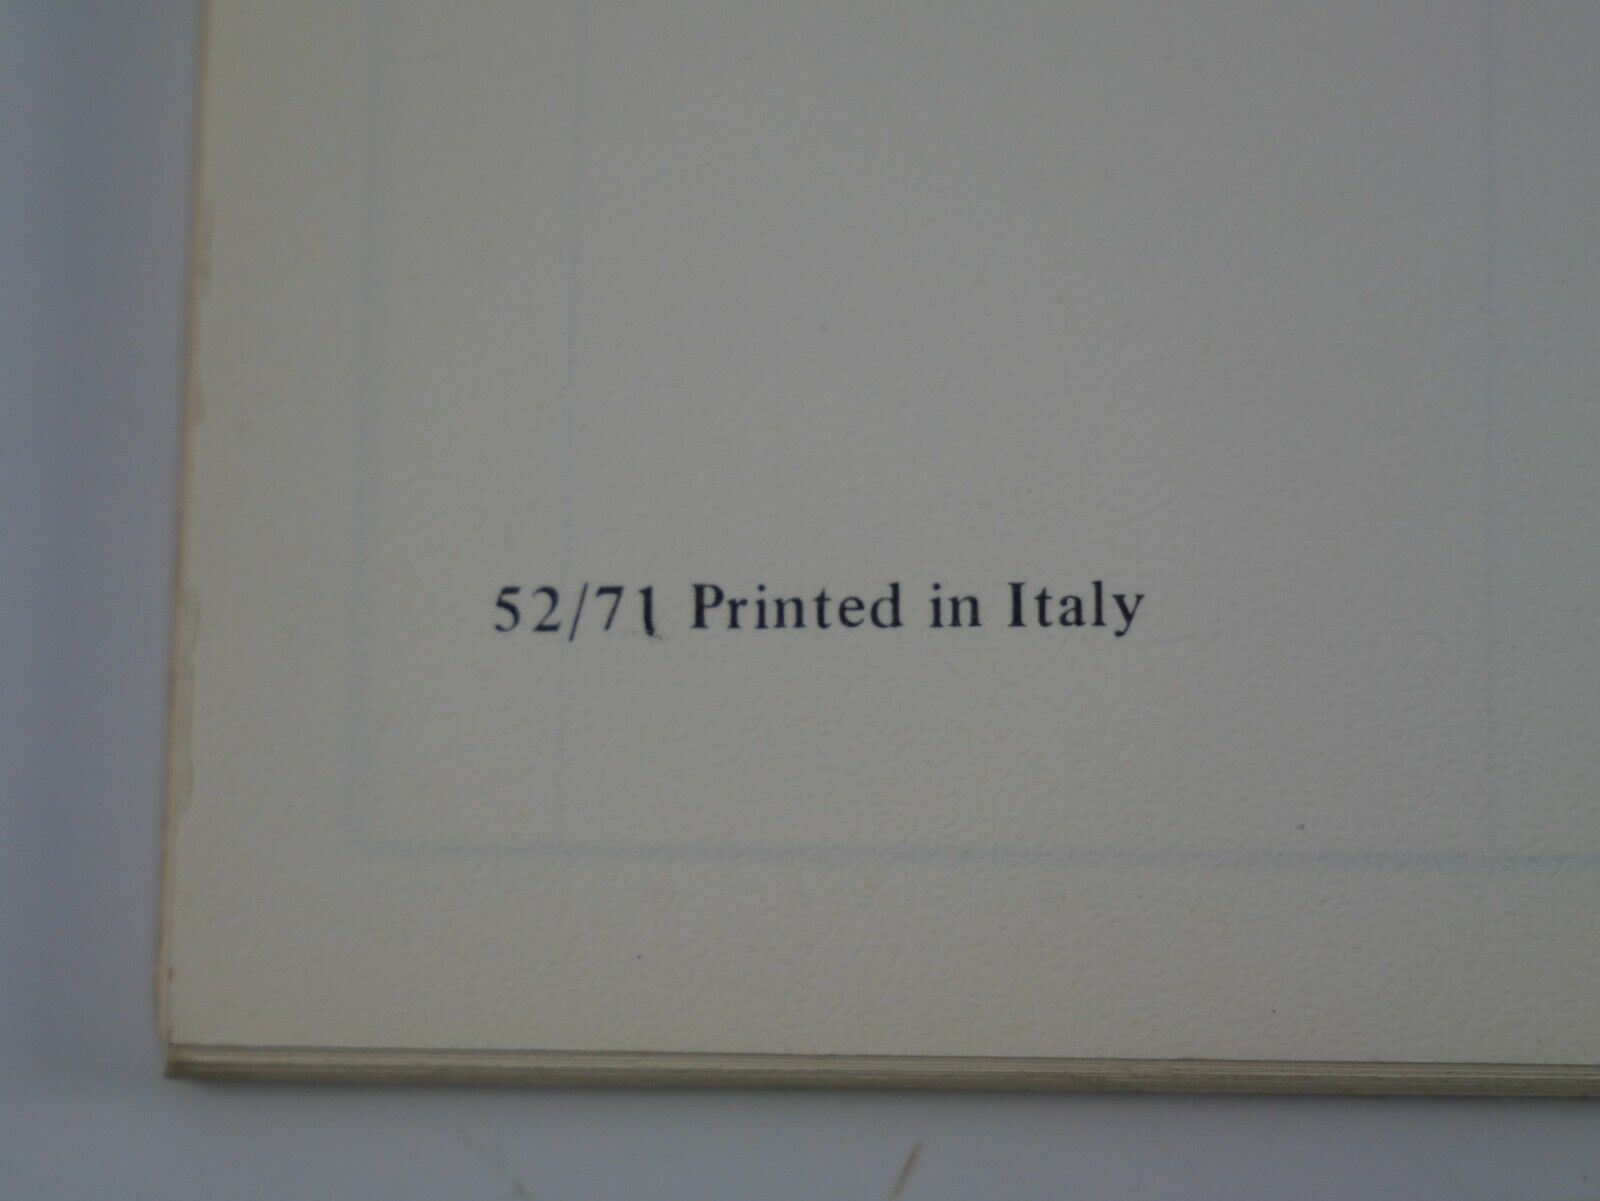 52/71 Printed in Italy